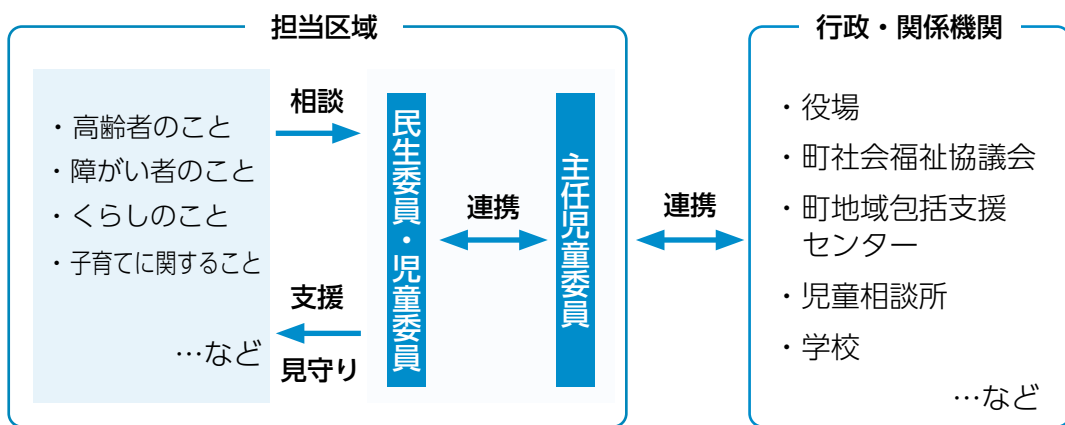 担当区域
・高齢者のこと
・障がい者のこと
・くらしのこと
・子育てに関すること
…など
相談
支援
見守り
民生委員・児童委員
連携
主任児童委員
連携
行政・関係機関
・役場
・町社会福祉協議会
・町地域包括支援
センター
・児童相談所
・学校
…など